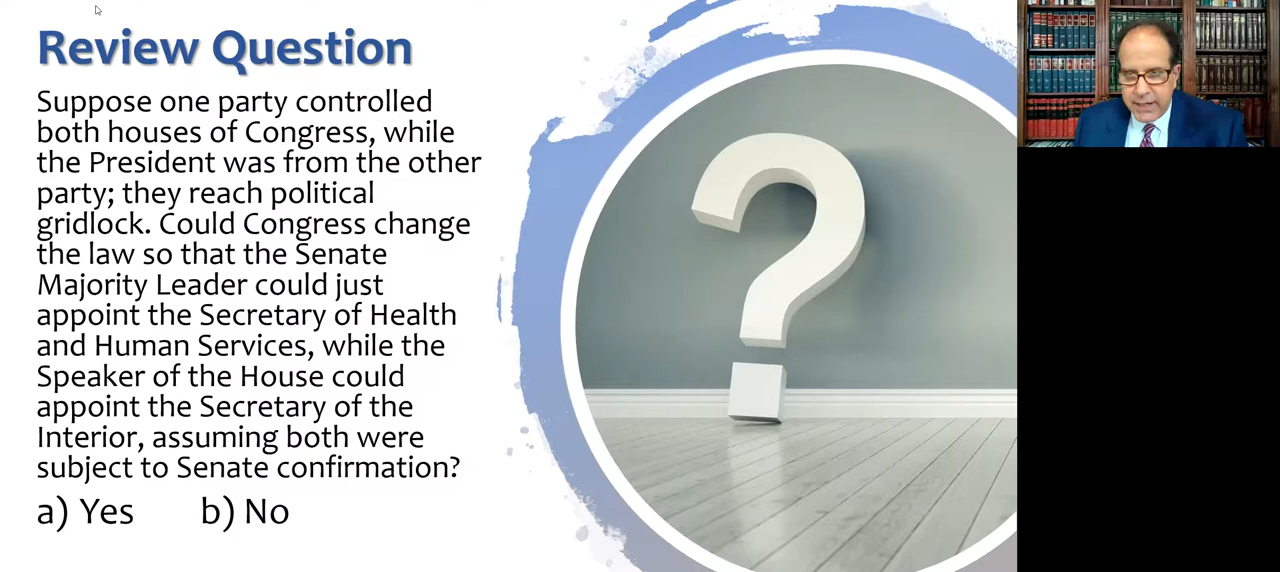 Review Question
Suppose one party controlled
both houses of Congress, while
the President was from the other
party; they reach political
gridlock. Could Congress change
the law so that the Senate
Majority Leader could just
appoint the Secretary of Health
and Human Services, while the
Speaker of the House could
appoint the Secretary of the
Interior, assuming both were
subject to Senate confirmation?
a) Yes b) No